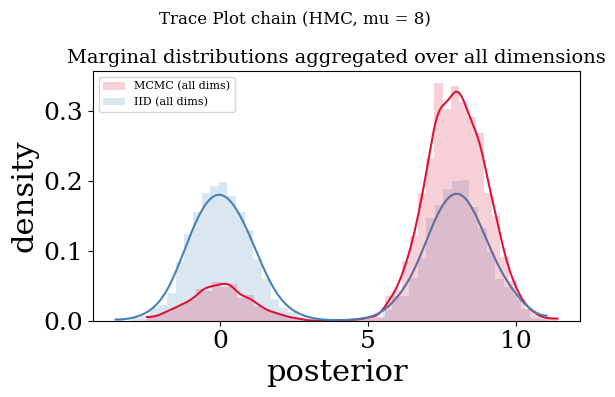 Trace Plot chain (HMC, mu = 8)
Marginal distributions aggregated over all dimensions
MCMC (all dims)
IID (all dims)
density
0.3
0.2
0.1
0.0
0
5
10
posterior